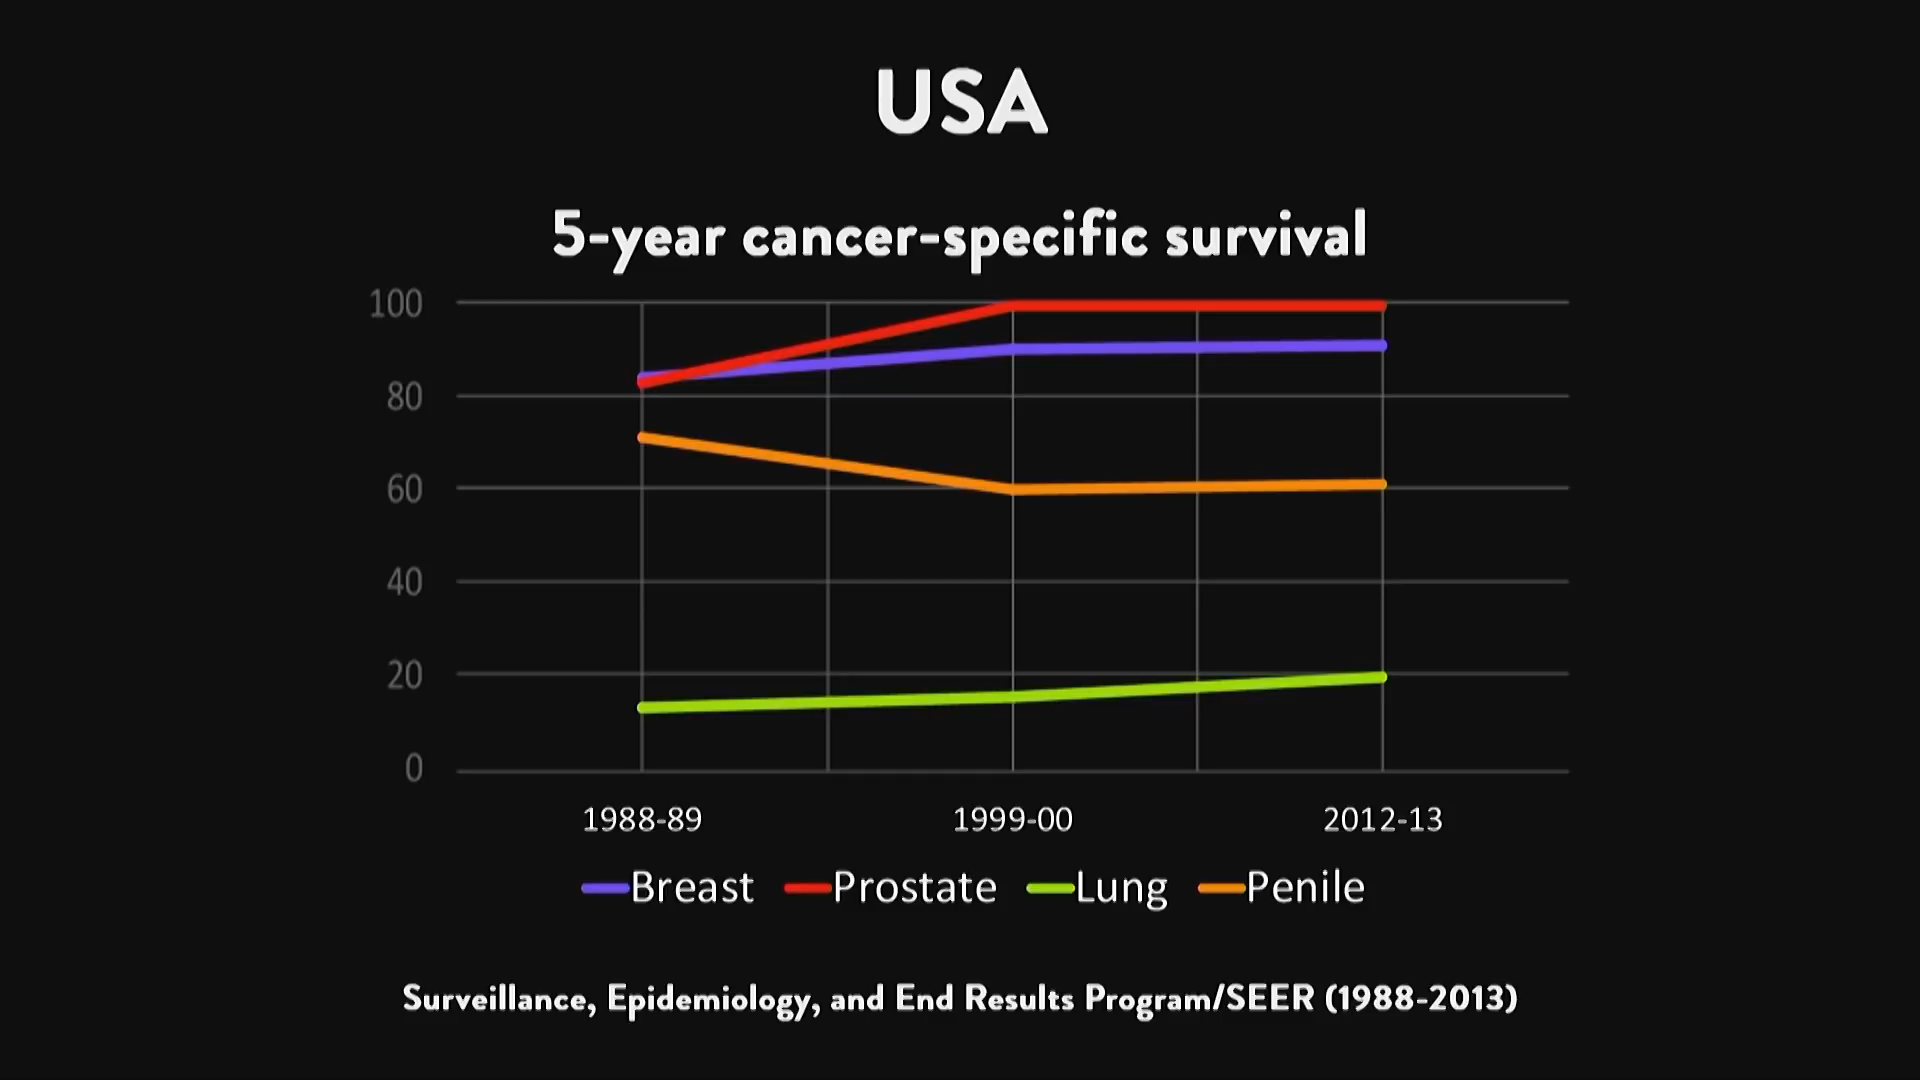 USA
5-year cancer-specific survival
100
80
60
40
20
0
1988-89 1999-00 2012-13
Breast Prostate Lung Penile
Surveillance, Epidemiology, and End Results Program/SEER (1988-2013)